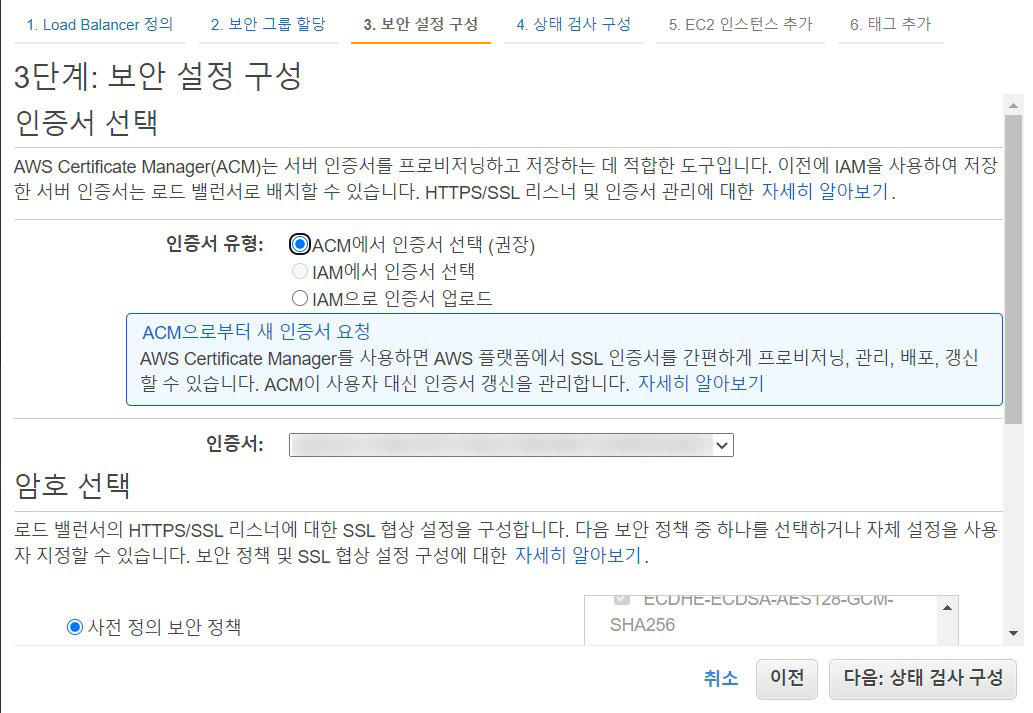 1. Load Balancer 정의
2. 보안 그룹 할당
3. 보안 설정 구성
4. 상태 검사 구성
5. EC2 인스턴스 추가
6. 태그 추가
3단계: 보안 설정 구성
인증서 선택
AWS Certificate Manager(ACM)는 서버 인증서를 프로비저닝하고 저장하는 데 적합한 도구입니다. 이전에 IAM을 사용하여 저장
한 서버 인증서는 로드 밸런서로 배치할 수 있습니다. HTTPS/SSL 리스너 및 인증서 관리에 대한 자세히 알아보기.
인증서 유형:
ACM에서 인증서 선택 (권장)
IAM에서 인증서 선택
IAM으로 인증서 업로드
ACM으로부터 새 인증서 요청
AWS Certificate Manager를 사용하면 AWS 플랫폼에서 SSL 인증서를 간편하게 프로비저닝, 관리, 배포, 갱신
할 수 있습니다. ACM이 사용자 대신 인증서 갱신을 관리합니다. 자세히 알아보기
인증서:
암호 선택
로드 밸런서의 HTTPS/SSL 리스너에 대한 SSL 협상 설정을 구성합니다. 다음 보안 정책 중 하나를 선택하거나 자체 설정을 사용
자 지정할 수 있습니다. 보안 정책 및 SSL 협상 설정 구성에 대한 자세히 알아보기.
ECDHE-ECDSA-AES128-GCM-
SHA256
사전 정의 보안 정책
취소
이전
다음: 상태 검사 구성